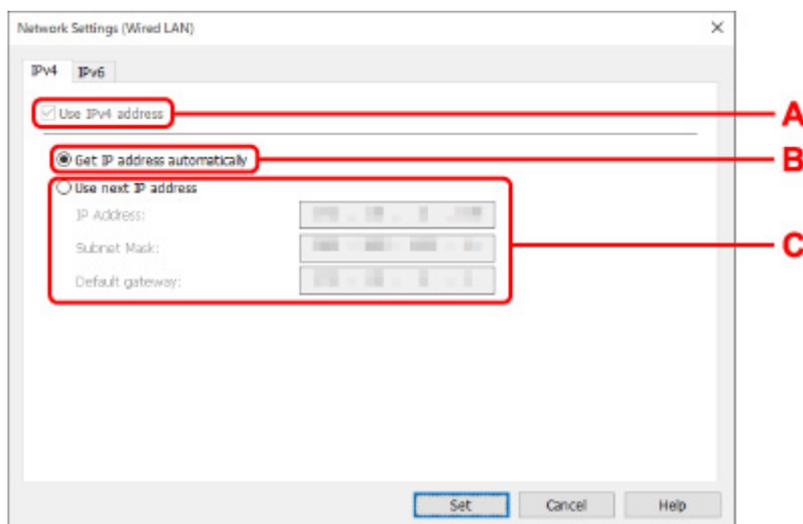 Network Settings (Wired LAN)
IPv4 IPv6
Use IPv4 address A
Get IP address automatically B
Use next IP address
IP Address:
Subnet Mask: C
Default gateway:
Set Cancel Help